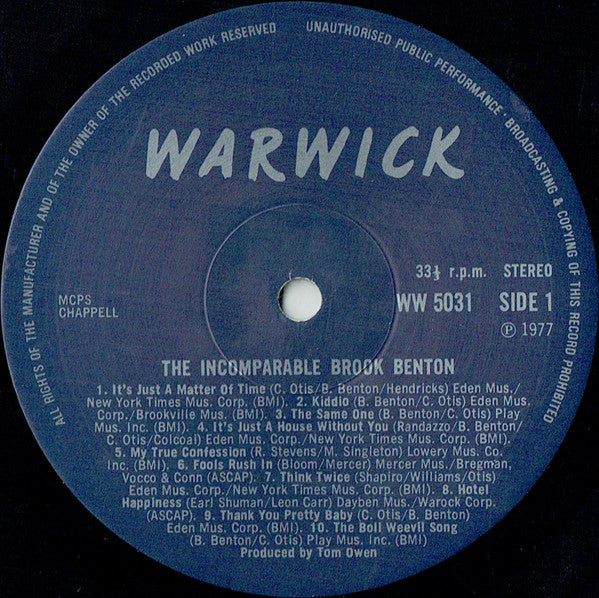 ALL RIGHTS OF THE MANUFACTURER AND OF THE OWNER OF THE RECORDED WORK RESERVED
UNAUTHORISED PUBLIC PERFORMANCE BROADCASTING & COPYING OF THIS RECORD PROHIBITED
WARWICK
33⅓ r.p.m. STEREO
MCPS
CHAPPELL
WW 5031 SIDE 1
℗ 1977
THE INCOMPARABLE BROOK BENTON
1. It's Just A Matter Of Time (C. Otis/B. Benton/Hendricks) Eden Mus./
New York Times Mus. Corp. (BMI). 2. Kiddio (B. Benton/C. Otis) Eden Mus.
Corp./Brookville Mus. (BMI). 3. The Same One (B. Benton/C. Otis) Play
Mus. Inc. (BMI). 4. It's Just A House Without You (Randazzo/B. Benton/
C. Otis/Colcoai) Eden Mus. Corp./New York Times Mus. Corp. (BMI).
5. My True Confession (R. Stevens/M. Singleton) Lowery Mus. Co.
Inc. (BMI). 6. Fools Rush In (Bloom/Mercer) Mercer Mus./Bregman,
Vocco & Conn (ASCAP). 7. Think Twice (Shapiro/Williams/Otis)
Eden Mus. Corp./New York Times Mus. Corp. (BMI). 8. Hotel
Happiness (Earl Shuman/Leon Carr) Dayben Mus./Warock Corp.
(ASCAP). 9. Thank You Pretty Baby (C. Otis/B. Benton)
Eden Mus. Corp. (BMI). 10. The Boll Weevil Song
(B. Benton/C. Otis) Play Mus. Inc. (BMI)
Produced by Tom Owen